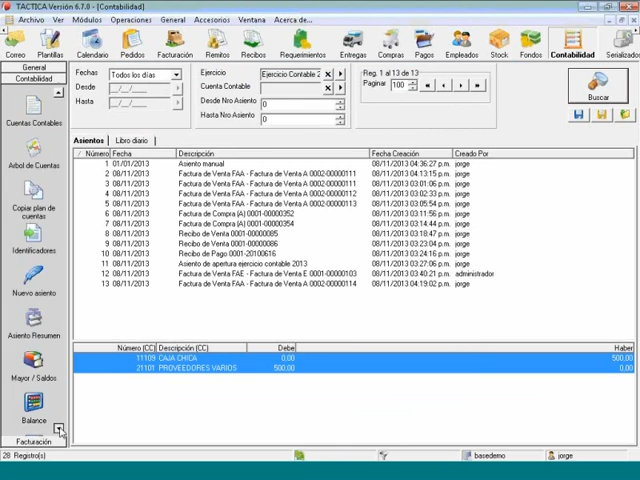 TACTICA Versión 6.7.0 - [Contabilidad]
Archivo Ver Módulos Operaciones General Accesorios Ventana Acerca de...
Correo Plantillas Calendario Pedidos Facturación Remitos Recibos Requerimientos Entregas Compras Pagos Empleados Stock Fondos Contabilidad Serializados
General
Contabilidad
Cuentas Contables
Arbol de Cuentas
Copiar plan de
cuentas
Identificadores
Nuevo asiento
Asiento Resumen
Mayor / Saldos
Balance
Facturación
Fechas Todos los días
Desde __/__/____
Hasta __/__/____
Ejercicio Ejercicio Contable 2
Cuenta Contable
Desde Nro Asiento 0
Hasta Nro Asiento 0
Reg. 1 al 13 de 13
Paginar 100
Buscar
Asientos Libro diario
Número Fecha Descripción Fecha Creación Creado Por
1 01/01/2013 Asiento manual 08/11/2013 04:36:27 p.m. jorge
2 08/11/2013 Factura de Venta FAA - Factura de Venta A 0002-00000111 08/11/2013 04:13:15 p.m. jorge
3 08/11/2013 Factura de Venta FAA - Factura de Venta A 0002-00000111 08/11/2013 03:01:06 p.m. jorge
4 08/11/2013 Factura de Venta FAA - Factura de Venta A 0002-00000112 08/11/2013 03:02:33 p.m. jorge
5 08/11/2013 Factura de Venta FAA - Factura de Venta A 0002-00000113 08/11/2013 03:05:54 p.m. jorge
6 08/11/2013 Factura de Compra (A) 0001-00000352 08/11/2013 03:11:56 p.m. jorge
7 08/11/2013 Factura de Compra (A) 0001-00000354 08/11/2013 03:14:44 p.m. jorge
8 08/11/2013 Recibo de Venta 0001-00000085 08/11/2013 03:18:47 p.m. jorge
9 08/11/2013 Recibo de Venta 0001-00000086 08/11/2013 03:23:04 p.m. jorge
10 08/11/2013 Recibo de Pago 0001-20100616 08/11/2013 03:24:16 p.m. jorge
11 08/11/2013 Asiento de apertura ejercicio contable 2013 08/11/2013 03:27:06 p.m. jorge
12 08/11/2013 Factura de Venta FAE - Factura de Venta E 0001-00000103 08/11/2013 03:40:21 p.m. administrador
13 08/11/2013 Factura de Venta FAA - Factura de Venta A 0002-00000114 08/11/2013 04:19:02 p.m. jorge
Número (CC) Descripción (CC) Debe Haber
11109 CAJA CHICA 0,00 500,00
21101 PROVEEDORES VARIOS 500,00 0,00
28 Registro(s) basedemo jorge